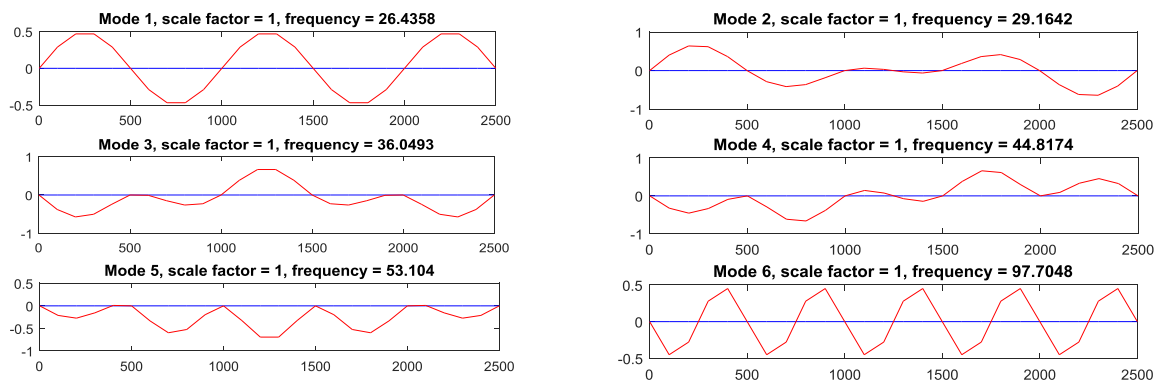 Mode 1, scale factor = 1, frequency = 26.4358
0.5
0
-0.5
0 500 1000 1500 2000 2500
Mode 2, scale factor = 1, frequency = 29.1642
1
0
-1
0 500 1000 1500 2000 2500
Mode 3, scale factor = 1, frequency = 36.0493
1
0
-1
0 500 1000 1500 2000 2500
Mode 4, scale factor = 1, frequency = 44.8174
1
0
-1
0 500 1000 1500 2000 2500
Mode 5, scale factor = 1, frequency = 53.104
0.5
0
-0.5
-1
0 500 1000 1500 2000 2500
Mode 6, scale factor = 1, frequency = 97.7048
0.5
0
-0.5
0 500 1000 1500 2000 2500